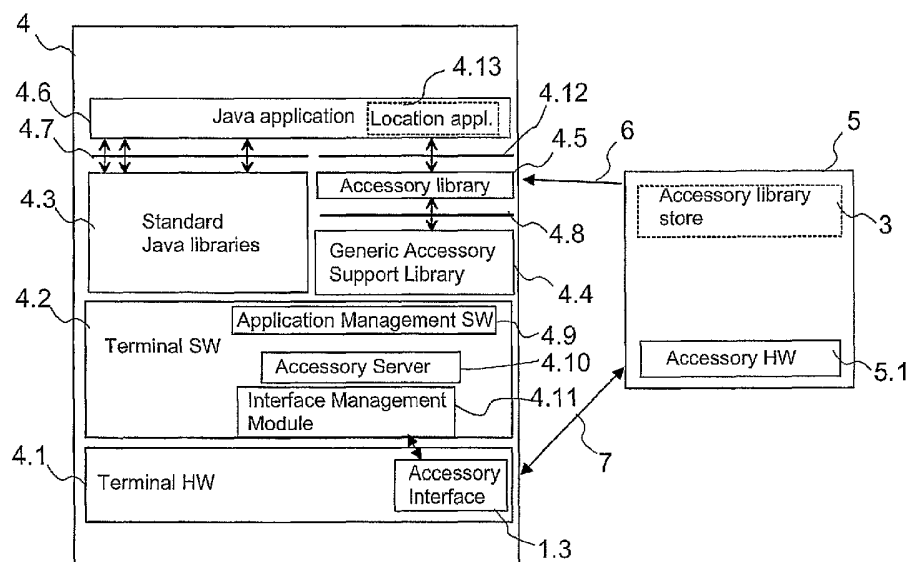 4
4.13
4.6
Java application
Location appl.
4.12
4.7
4.5
6
5
Accessory library
Accessory library
store
3
4.3
Standard
Java libraries
4.8
Generic Accessory
Support Library
4.4
4.2
Application Management SW
4.9
Terminal SW
4.10
Accessory Server
Accessory HW
5.1
Interface Management
Module
4.11
7
4.1
Terminal HW
Accessory
Interface
1.3